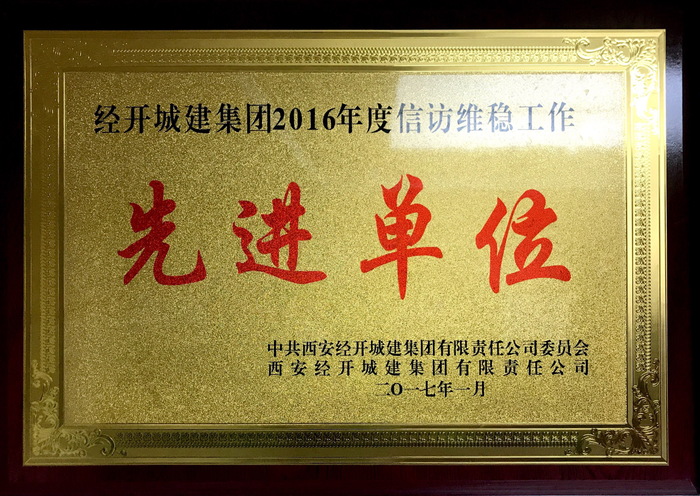 经开城建集团2016年度信访维稳工作
先进单位
中共西安经开城建集团有限责任公司委员会
西安经开城建集团有限责任公司
二〇一七年一月